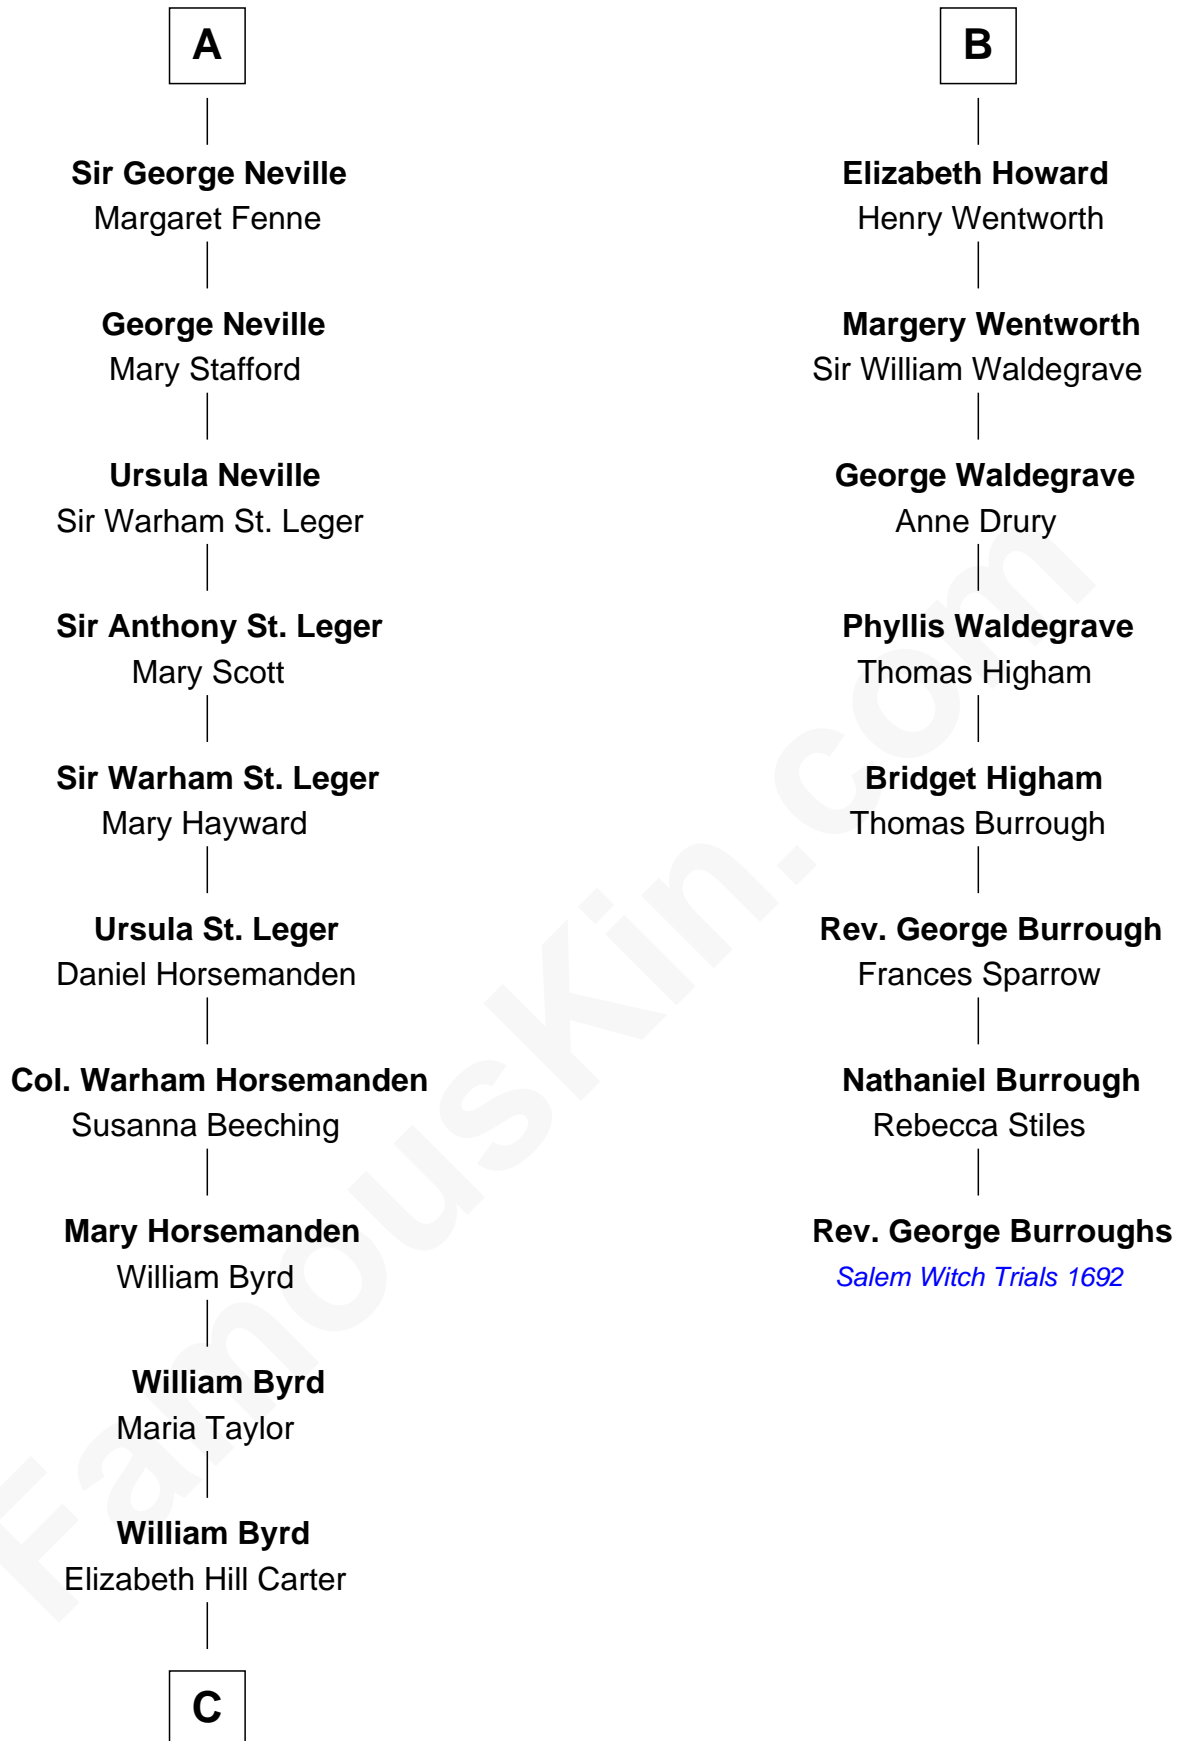 A
Sir George Neville
Margaret Fenne
George Neville
Mary Stafford
Ursula Neville
Sir Warham St. Leger
Sir Anthony St. Leger
Mary Scott
Sir Warham St. Leger
Mary Hayward
Ursula St. Leger
Daniel Horsemanden
Col. Warham Horsemanden
Susanna Beeching
Mary Horsemanden
William Byrd
William Byrd
Maria Taylor
William Byrd
Elizabeth Hill Carter
C
B
Elizabeth Howard
Henry Wentworth
Margery Wentworth
Sir William Waldegrave
George Waldegrave
Anne Drury
Phyllis Waldegrave
Thomas Higham
Bridget Higham
Thomas Burrough
Rev. George Burrough
Frances Sparrow
Nathaniel Burrough
Rebecca Stiles
Rev. George Burroughs
Salem Witch Trials 1692
FamousKin.com